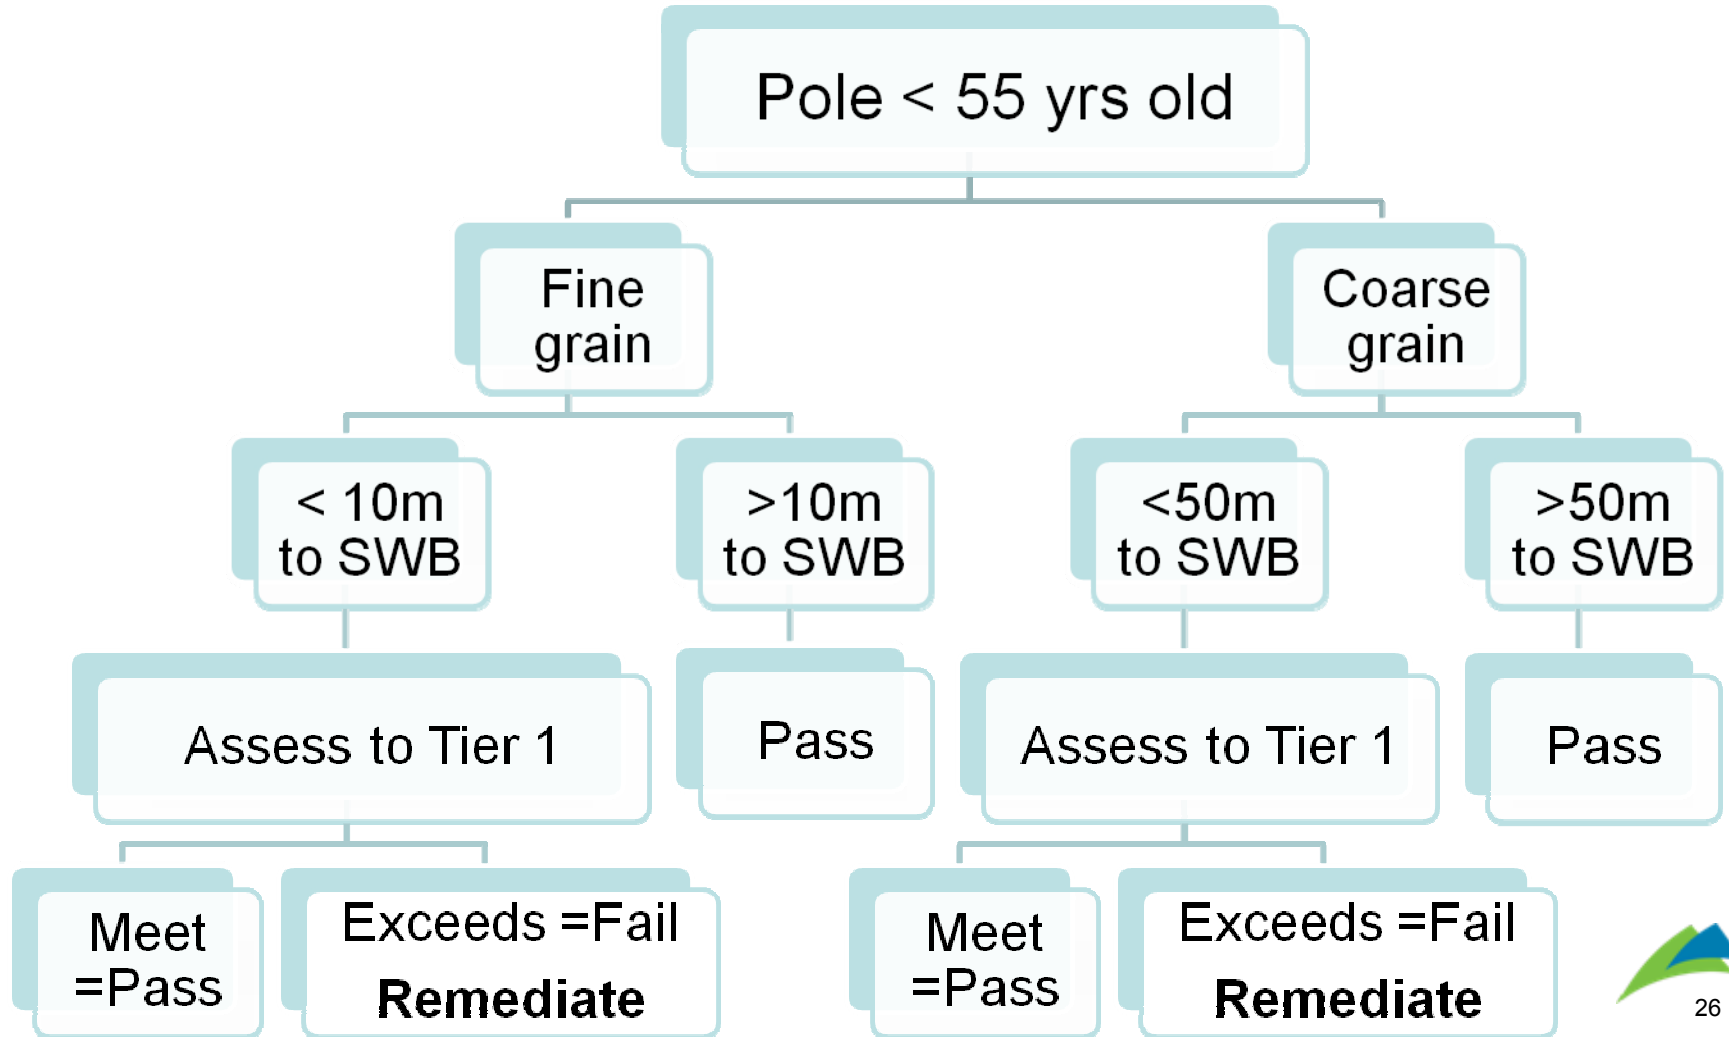 Pole < 55 yrs old
Fine
grain
Coarse
grain
< 10m
to SWB
>10m
to SWB
<50m
to SWB
>50m
to SWB
Assess to Tier 1
Pass
Assess to Tier 1
Pass
Meet
=Pass
Exceeds =Fail
Remediate
Meet
=Pass
Exceeds =Fail
Remediate
26